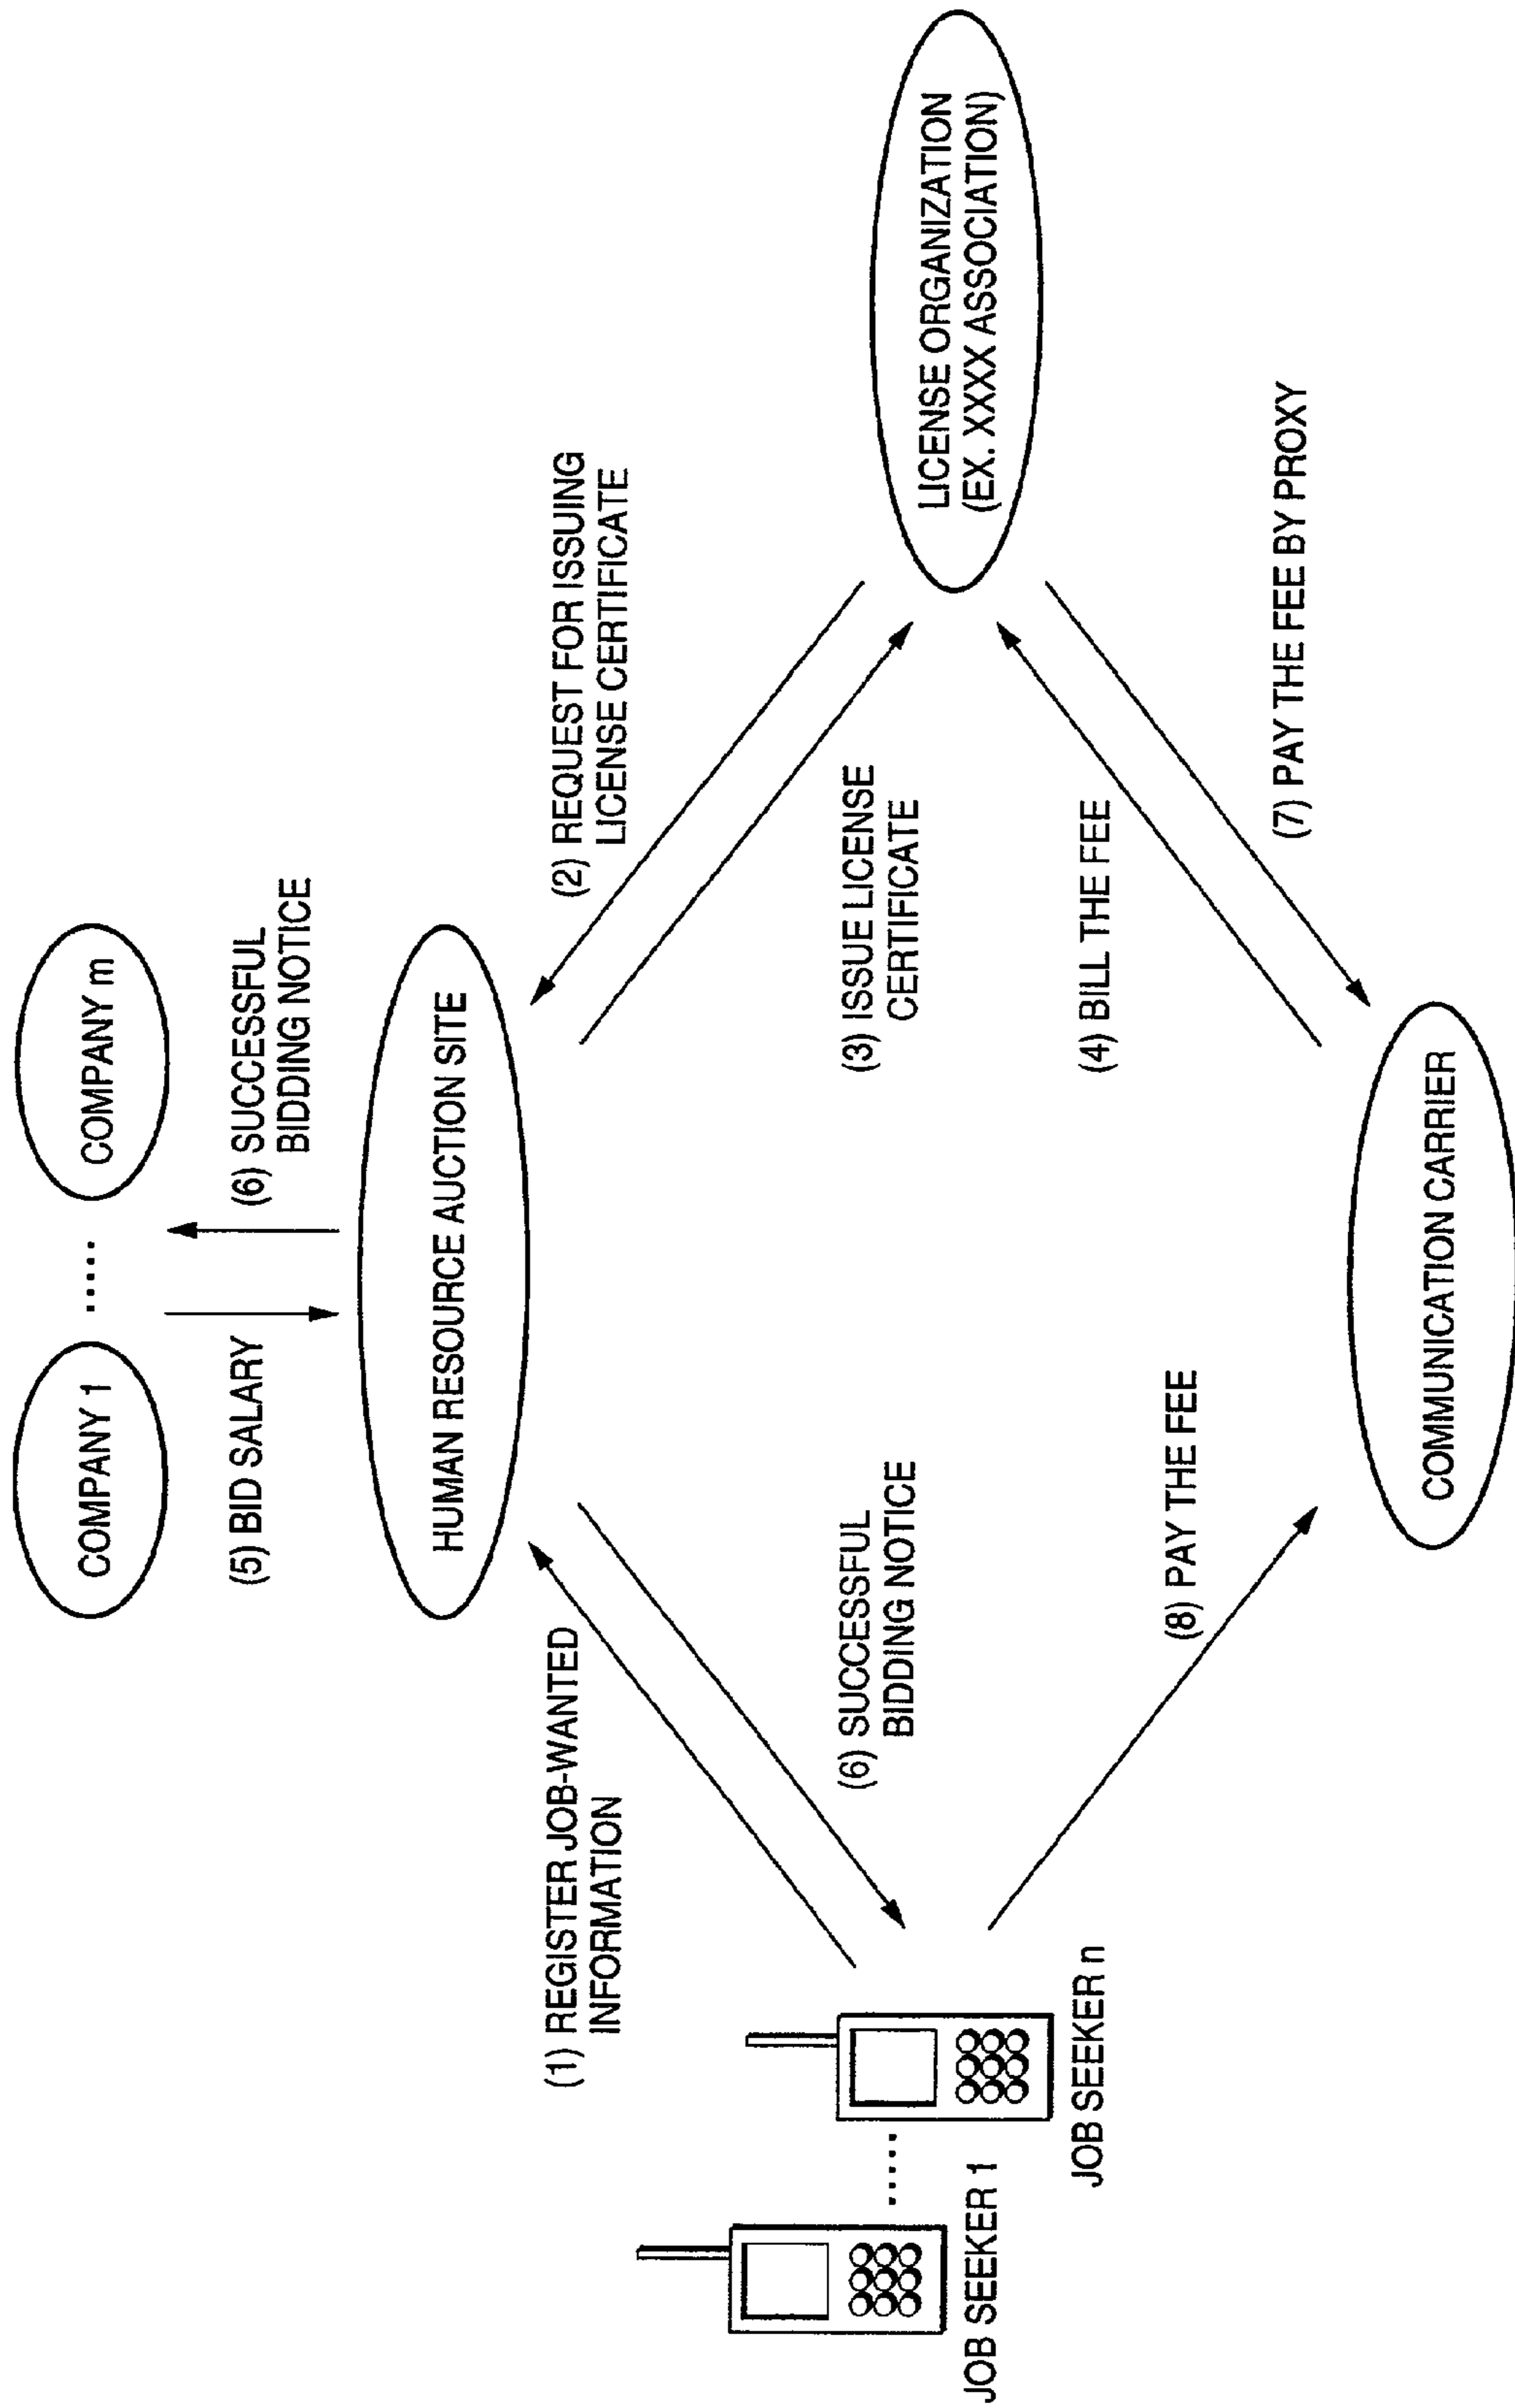 COMPANY 1
.....
COMPANY m
(5) BID SALARY
(6) SUCCESSFUL
BIDDING NOTICE
HUMAN RESOURCE AUCTION SITE
(1) REGISTER JOB-WANTED
INFORMATION
(2) REQUEST FOR ISSUING
LICENSE CERTIFICATE
(6) SUCCESSFUL
BIDDING NOTICE
(3) ISSUE LICENSE
CERTIFICATE
LICENSE ORGANIZATION
(EX. XXXX ASSOCIATION)
.....
JOB SEEKER 1
JOB SEEKER n
(4) BILL THE FEE
(8) PAY THE FEE
(7) PAY THE FEE BY PROXY
COMMUNICATION CARRIER